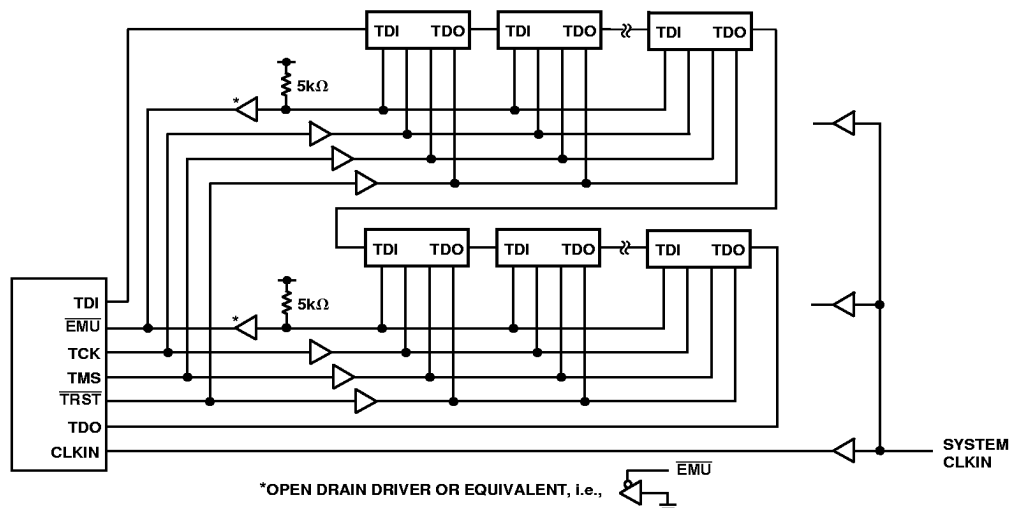 TDI TDO TDI TDO TDI TDO
5kΩ
*
TDI TDO TDI TDO TDI TDO
5kΩ
*
TDI
EMU
TCK
TMS
TRST
TDO
CLKIN
SYSTEM
CLKIN
*OPEN DRAIN DRIVER OR EQUIVALENT, i.e.,
EMU